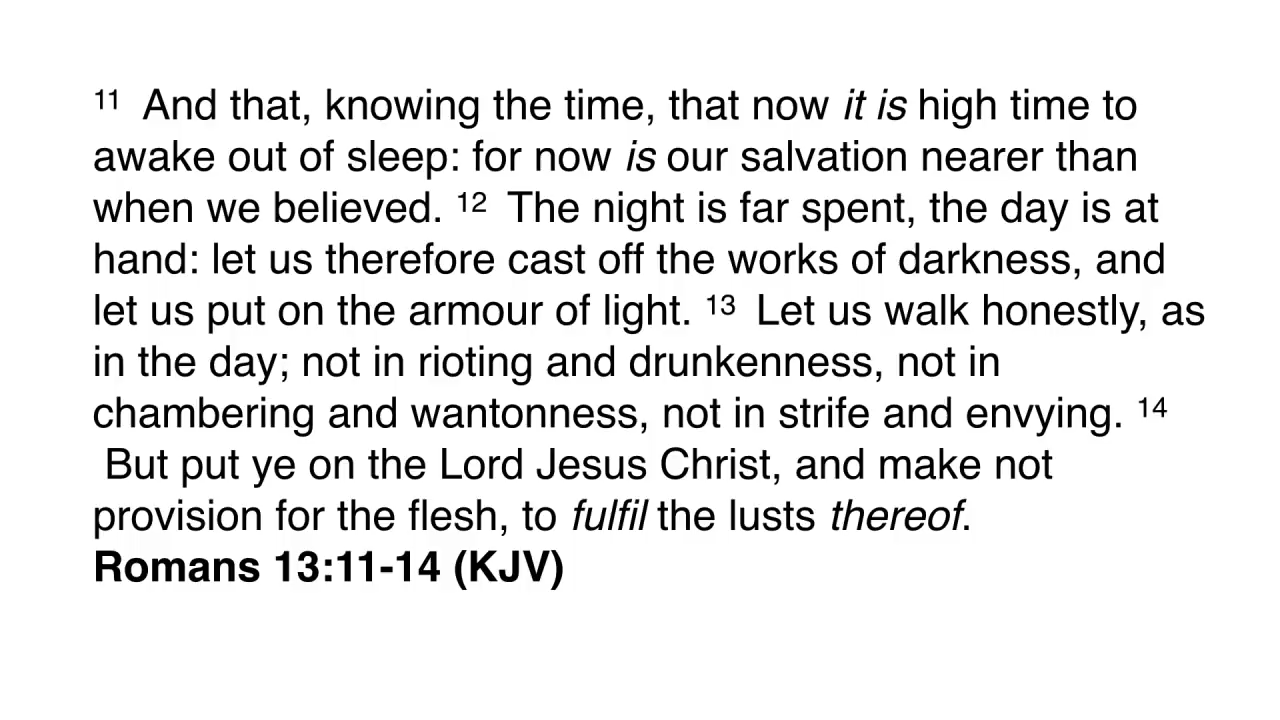 11 And that, knowing the time, that now it is high time to
awake out of sleep: for now is our salvation nearer than
when we believed. 12 The night is far spent, the day is at
hand: let us therefore cast off the works of darkness, and
let us put on the armour of light. 13 Let us walk honestly, as
in the day; not in rioting and drunkenness, not in
chambering and wantonness, not in strife and envying. 14
But put ye on the Lord Jesus Christ, and make not
provision for the flesh, to fulfil the lusts thereof.
Romans 13:11-14 (KJV)